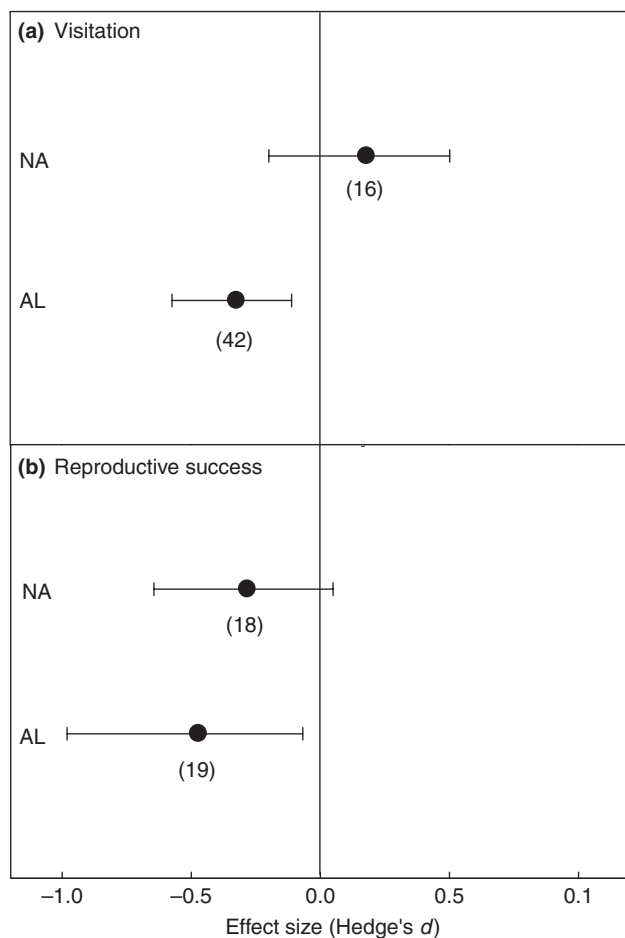 (a) Visitation
NA
(16)
AL
(42)
(b) Reproductive success
NA
(18)
AL
(19)
–1.0 –0.5 0.0 0.5 0.1
Effect size (Hedge's d)